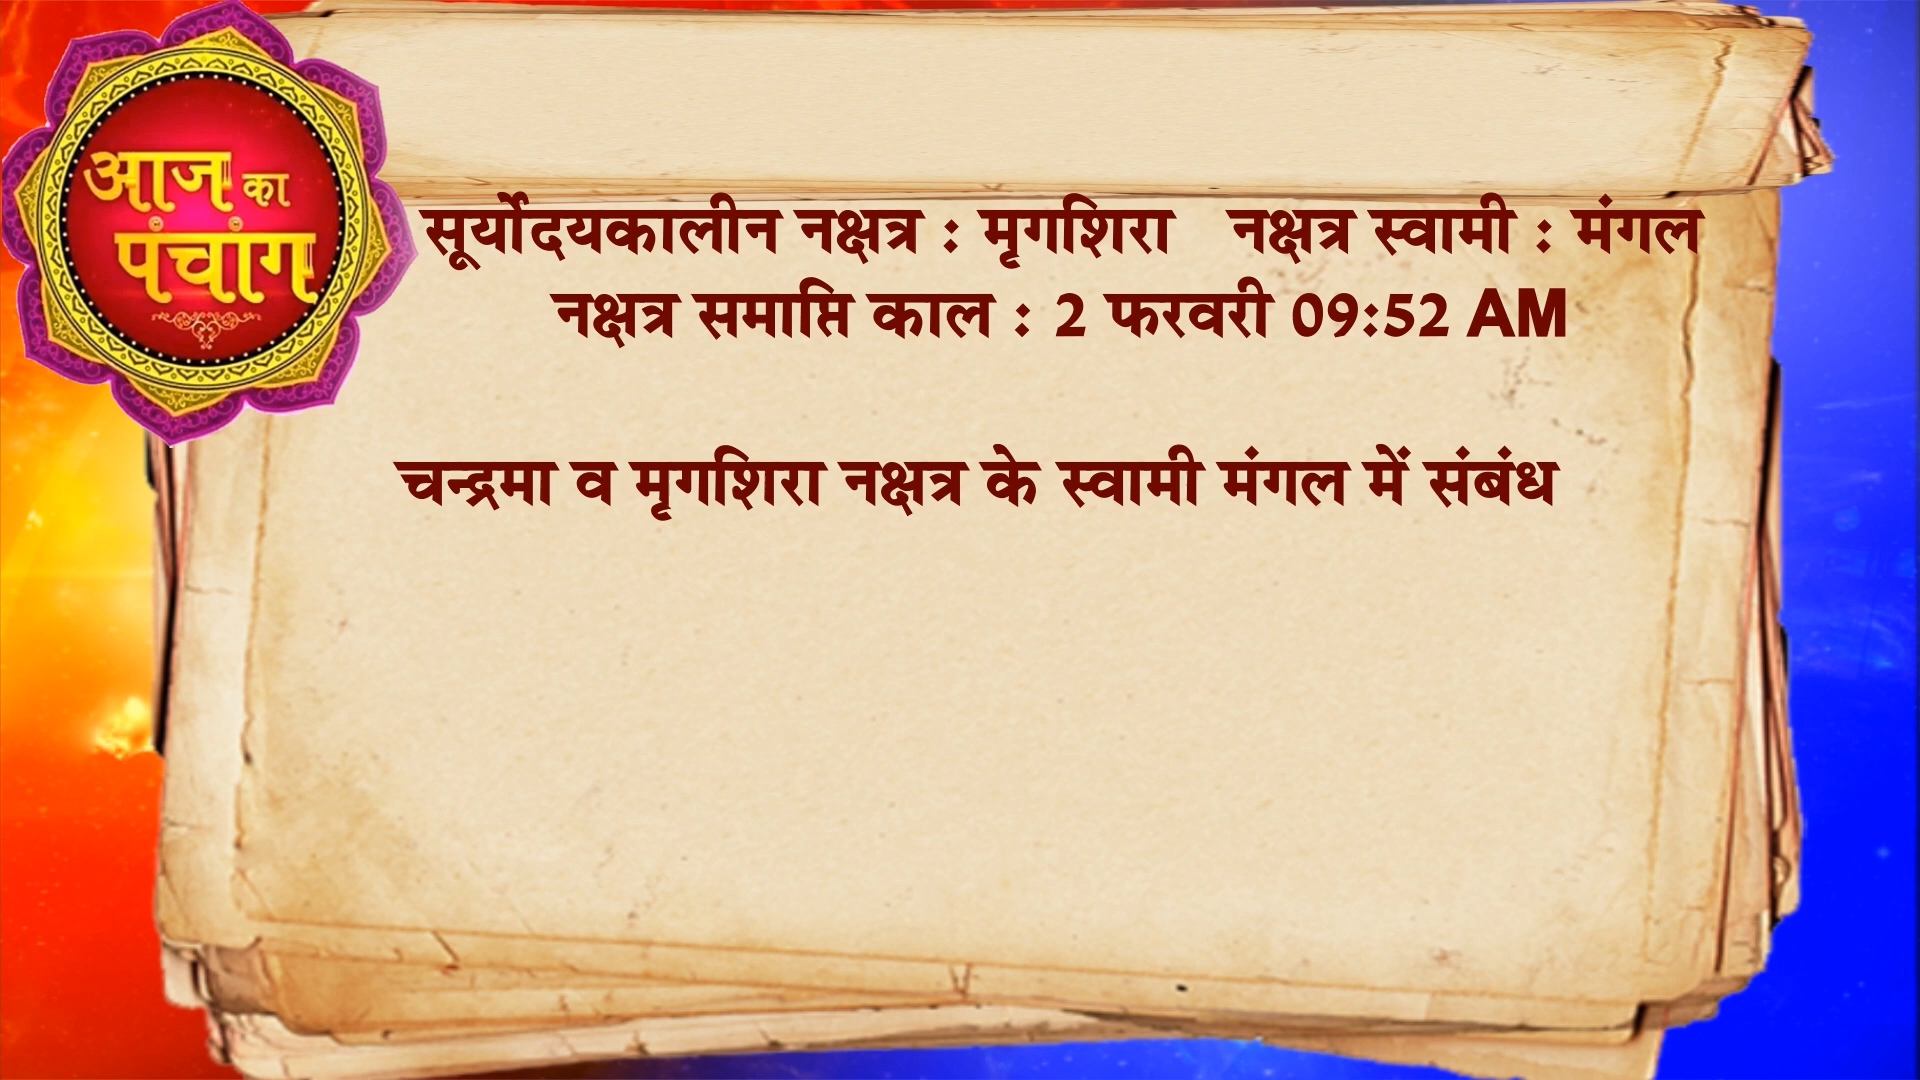 आज का
पंचांग
सूर्योदयकालीन नक्षत्र : मृगशिरा नक्षत्र स्वामी : मंगल
नक्षत्र समाप्ति काल : 2 फरवरी 09:52 AM
चन्द्रमा व मृगशिरा नक्षत्र के स्वामी मंगल में संबंध